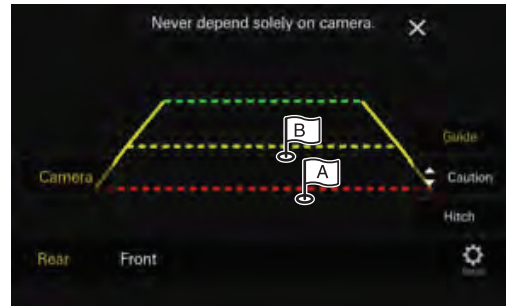 Never depend solely on camera.
B
Guide
A
Camera
Caution
Hitch
Rear
Front